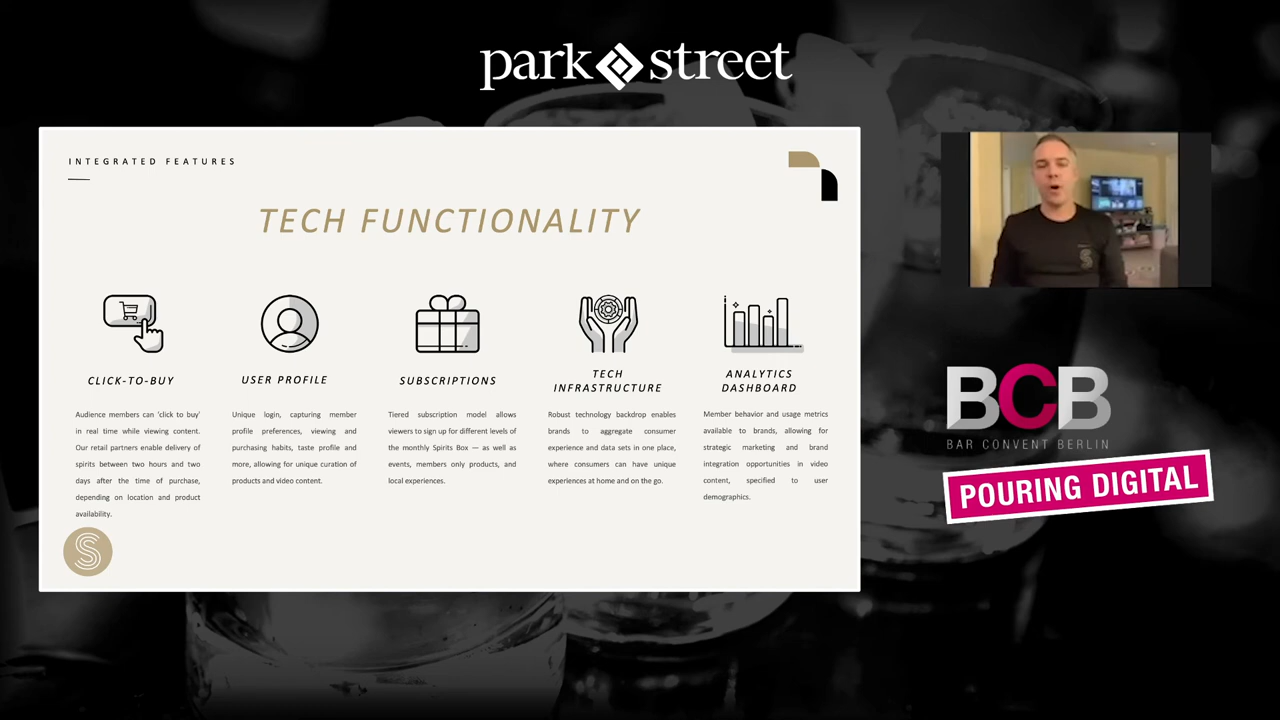 park street
INTEGRATED FEATURES
TECH FUNCTIONALITY
CLICK-TO-BUY
Audience members can 'click to buy'
in real time while viewing content.
Our retail partners enable delivery of
spirits between two hours and two
days after the time of purchase,
depending on location and product
availability.
USER PROFILE
Unique login, capturing member
profile preferences, viewing and
purchasing habits, taste profile and
more, allowing for unique curation of
products and video content.
SUBSCRIPTIONS
Tiered subscription model allows
viewers to sign up for different levels of
the monthly Spirits Box — as well as
events, members only products, and
local experiences.
TECH
INFRASTRUCTURE
Robust technology backdrop enables
brands to aggregate consumer
experience and data sets in one place,
where consumers can have unique
experiences at home and on the go.
ANALYTICS
DASHBOARD
Member behavior and usage metrics
available to brands, allowing for
strategic marketing and brand
integration opportunities in video
content, specified to user
demographics.
S
S
BCB
BAR CONVENT BERLIN
POURING DIGITAL